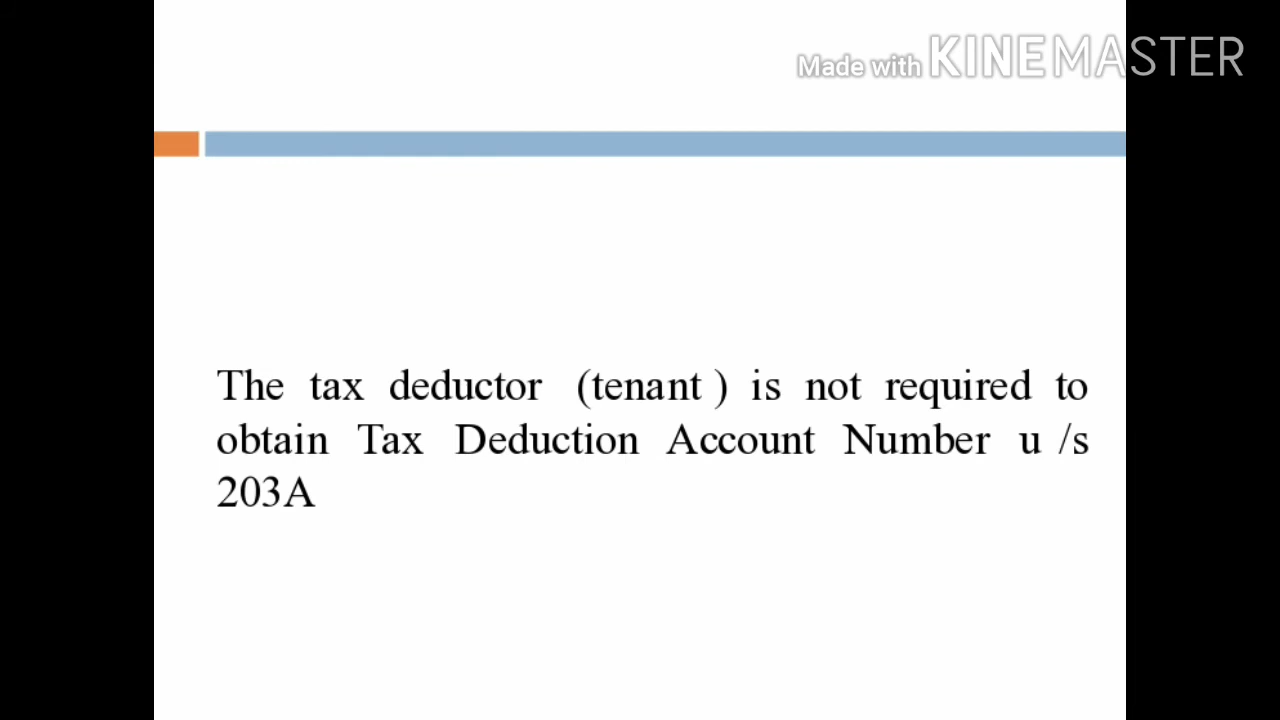 Made with KINEMASTER
The tax deductor (tenant ) is not required to
obtain Tax Deduction Account Number u /s
203A